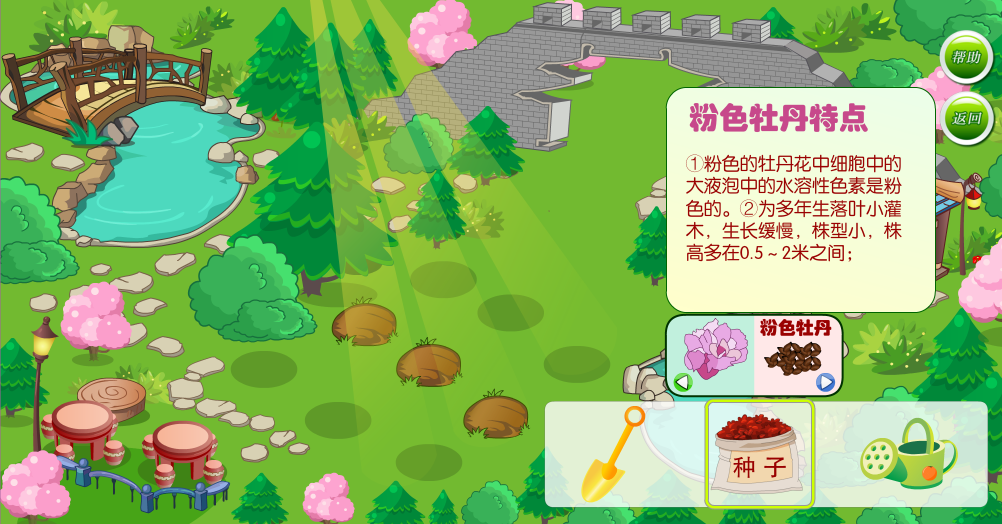 帮助
返回
粉色牡丹特点
①粉色的牡丹花中细胞中的
大液泡中的水溶性色素是粉
色的。②为多年生落叶小灌
木，生长缓慢，株型小，株
高多在0.5～2米之间；
粉色牡丹
种子